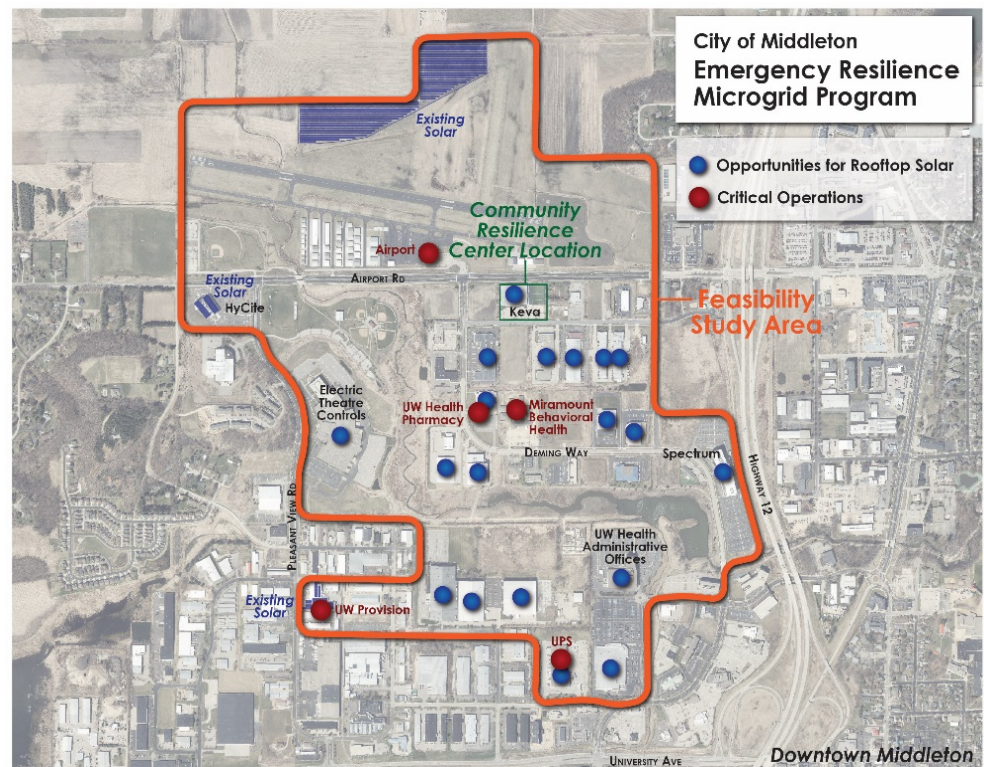 City of Middleton
Emergency Resilience
Microgrid Program
Opportunities for Rooftop Solar
Critical Operations
Existing
Solar
Community
Resilience
Center Location
Airport
AIRPORT RD
Existing
Solar
HyCite
Keva
Feasibility
Study Area
Electric
Theatre
Controls
UW Health
Pharmacy
Miramount
Behavioral
Health
DEMING WAY
Spectrum
HIGHWAY 12
PLEASANT VIEW RD
UW Health
Administrative
Offices
Existing
Solar
UW Provision
UPS
UNIVERSITY AVE
Downtown Middleton